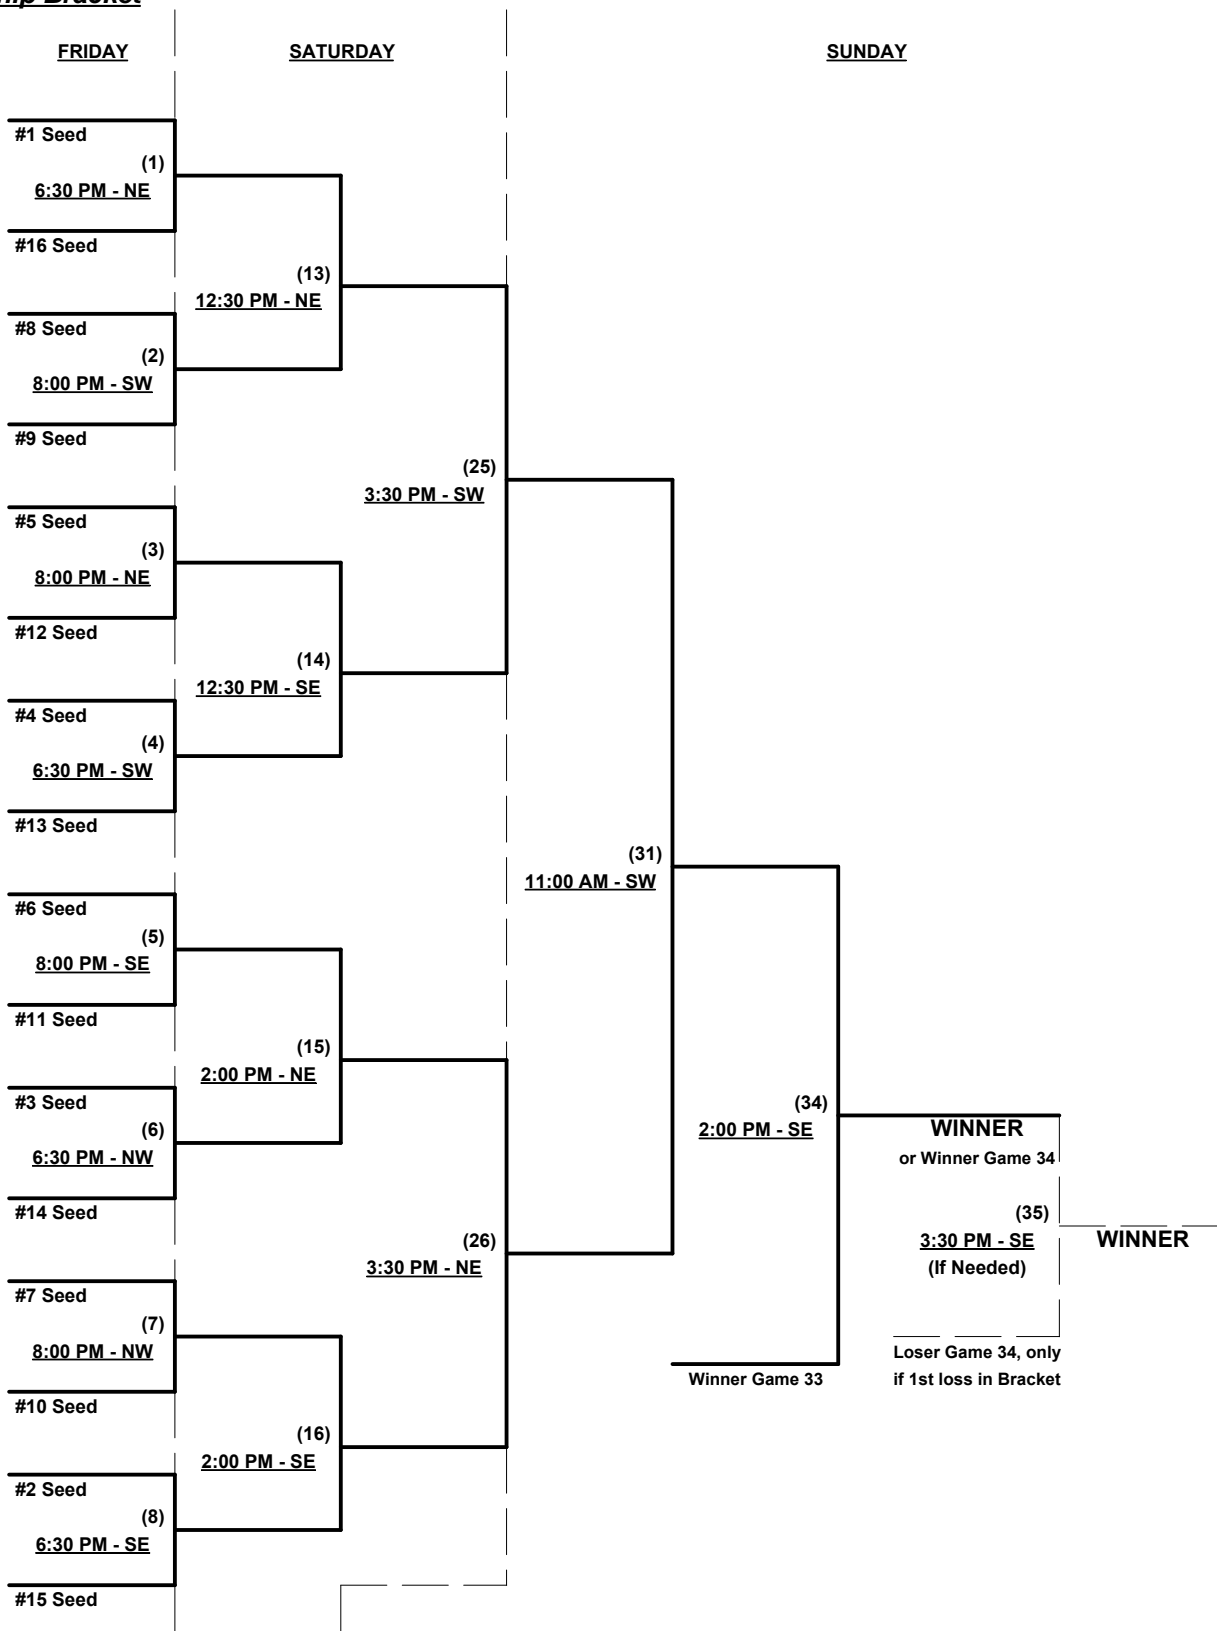 FRIDAY
SATURDAY
SUNDAY
#1 Seed
(1)
6:30 PM - NE
#16 Seed
(13)
12:30 PM - NE
#8 Seed
(2)
8:00 PM - SW
#9 Seed
(25)
3:30 PM - SW
#5 Seed
(3)
8:00 PM - NE
#12 Seed
(14)
12:30 PM - SE
#4 Seed
(4)
6:30 PM - SW
#13 Seed
(31)
11:00 AM - SW
#6 Seed
(5)
8:00 PM - SE
#11 Seed
(15)
2:00 PM - NE
#3 Seed
(6)
6:30 PM - NW
#14 Seed
(34)
2:00 PM - SE
WINNER
or Winner Game 34
(35)
3:30 PM - SE
(If Needed)
WINNER
(26)
3:30 PM - NE
#7 Seed
(7)
8:00 PM - NW
#10 Seed
Winner Game 33
Loser Game 34, only
if 1st loss in Bracket
(16)
2:00 PM - SE
#2 Seed
(8)
6:30 PM - SE
#15 Seed